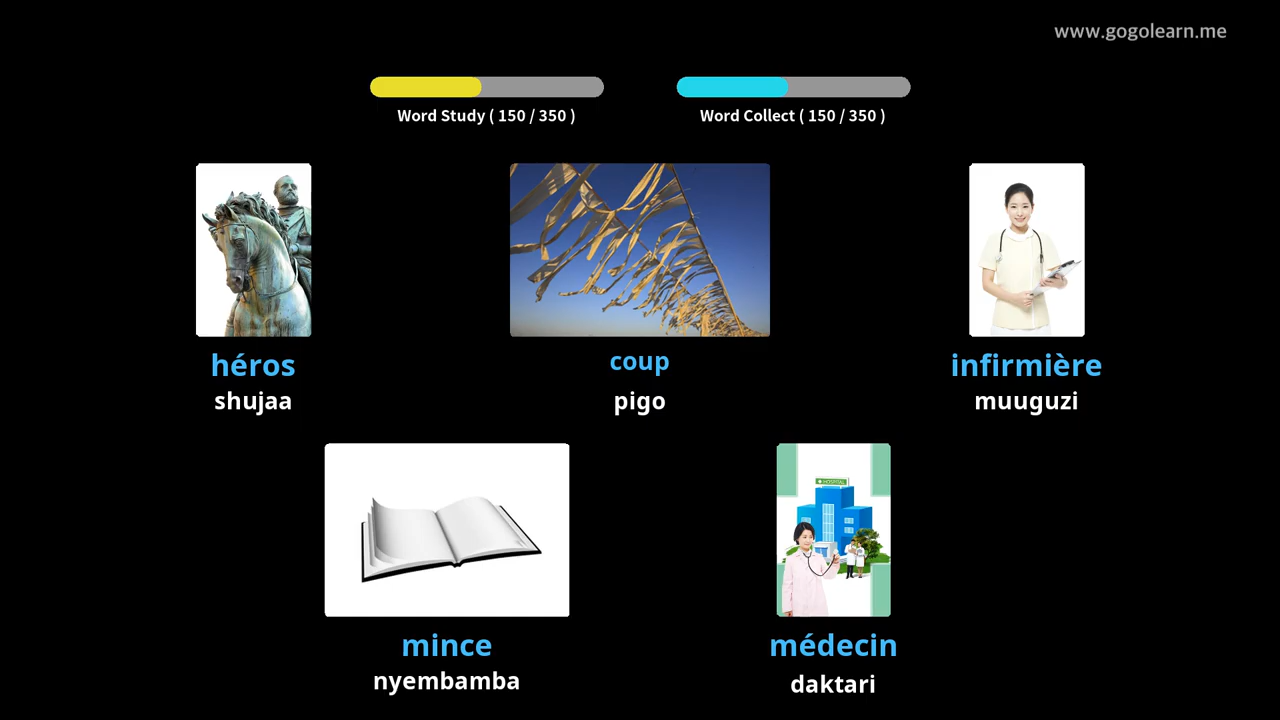 www.gogolearn.me
Word Study ( 150 / 350 )
Word Collect ( 150 / 350 )
héros
shujaa
coup
pigo
infirmière
muuguzi
HOSPITAL
mince
nyembamba
médecin
daktari